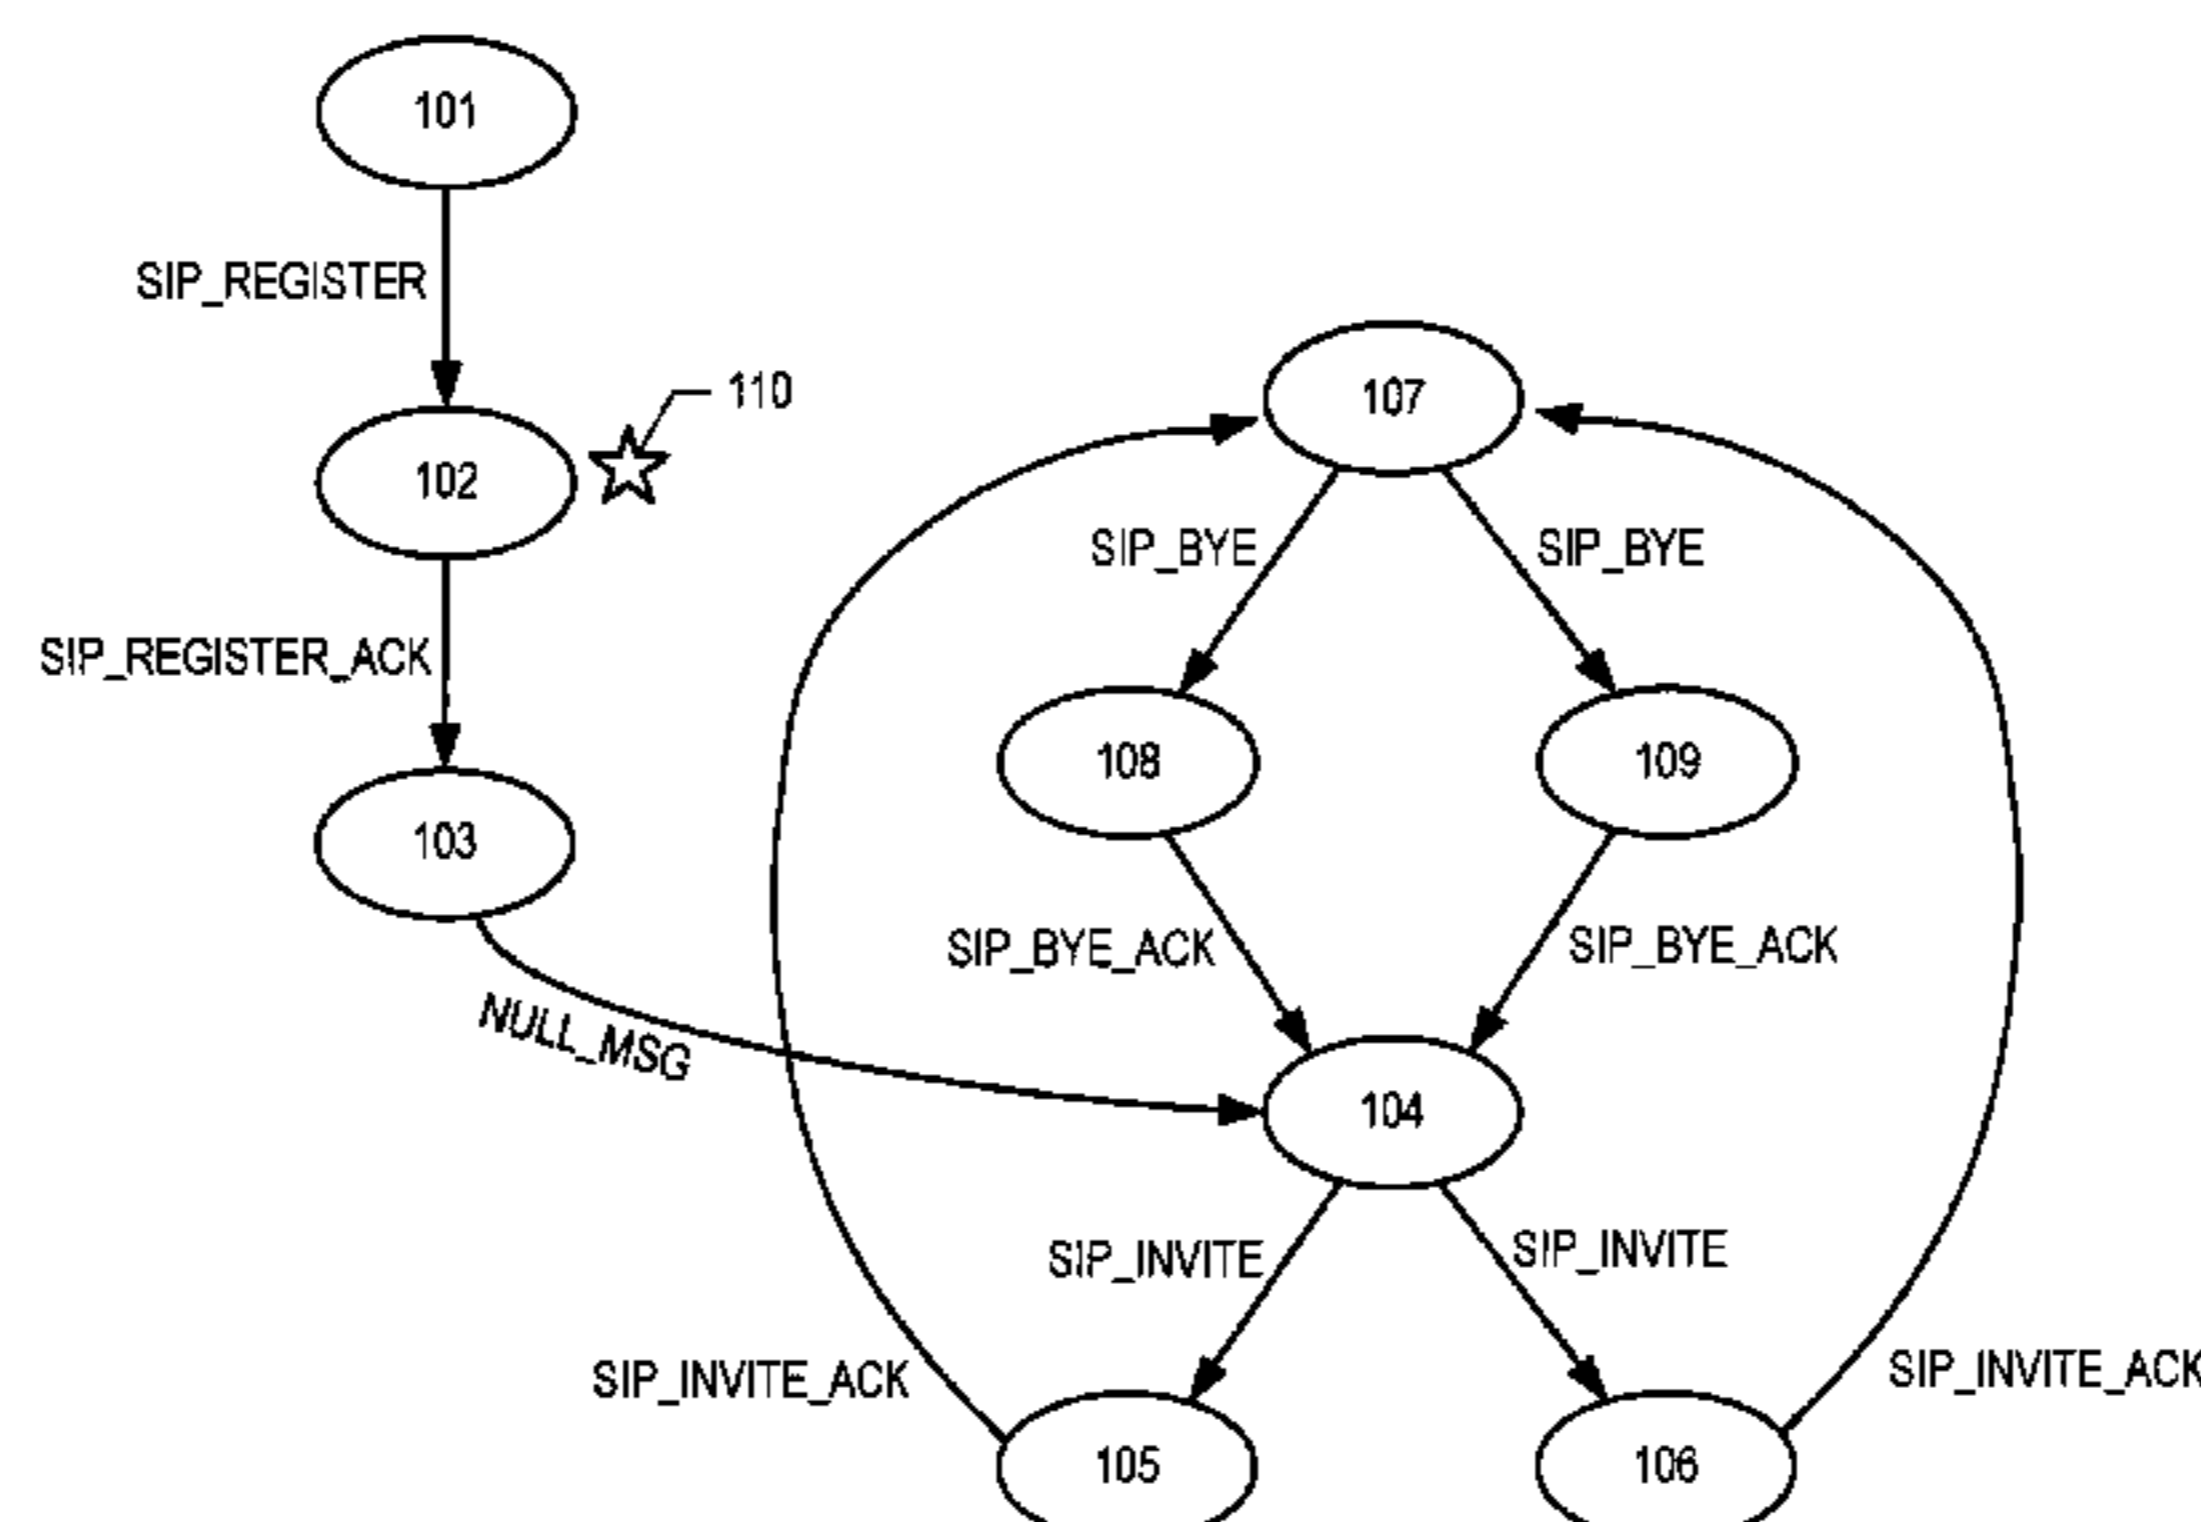 101
SIP_REGISTER
110
107
102
SIP_BYE
SIP_BYE
SIP_REGISTER_ACK
108
109
103
SIP_BYE_ACK
SIP_BYE_ACK
NULL_MSG
104
SIP_INVITE
SIP_INVITE
SIP_INVITE_ACK
SIP_INVITE_ACK
105
106